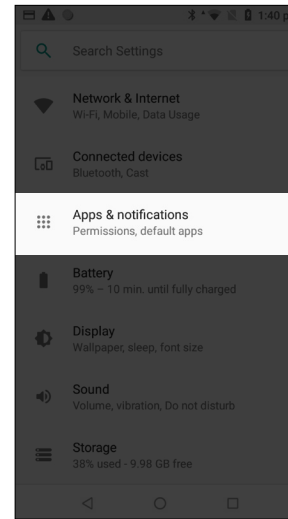 1:40 p
Search Settings
Network & Internet
Wi-Fi, Mobile, Data Usage
Connected devices
Bluetooth, Cast
Apps & notifications
Permissions, default apps
Battery
99% – 10 min. until fully charged
Display
Wallpaper, sleep, font size
Sound
Volume, vibration, Do not disturb
Storage
38% used - 9.98 GB free